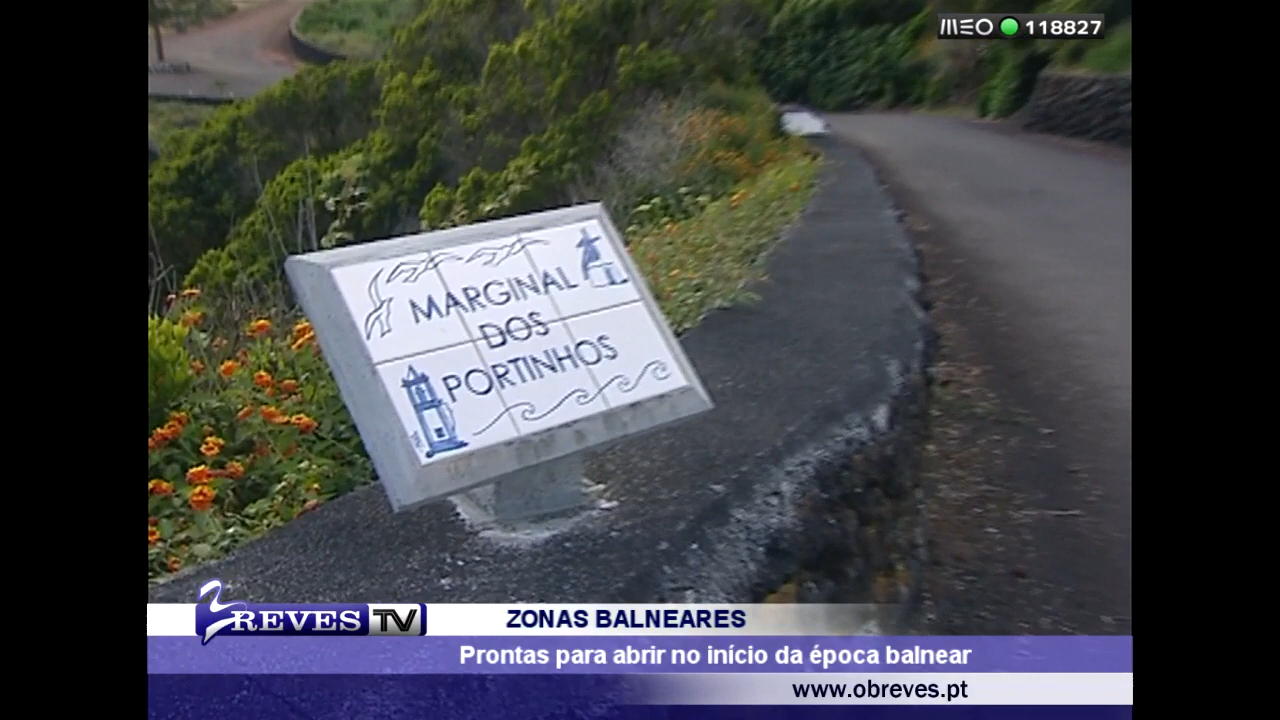 MEO 118827
MARGINAL
DOS
PORTINHOS
BREVES TV
ZONAS BALNEARES
Prontas para abrir no início da época balnear
www.obreves.pt